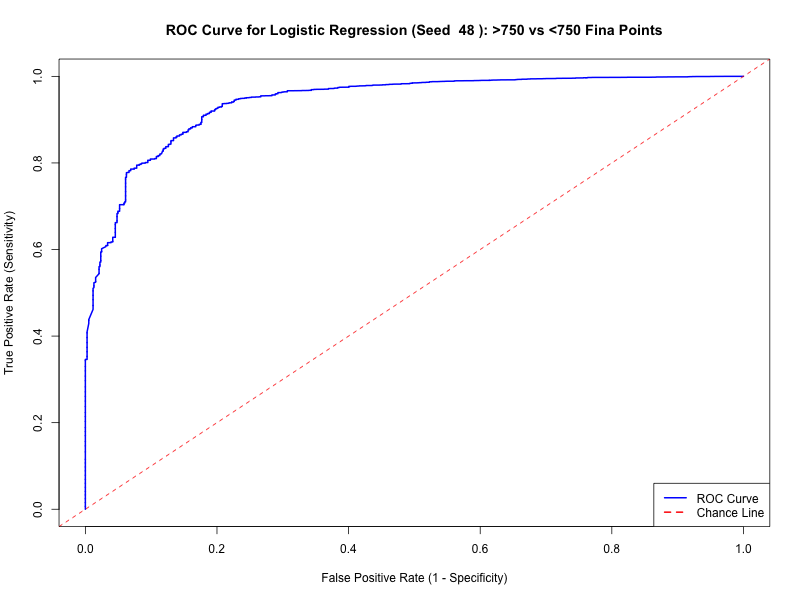 ROC Curve for Logistic Regression (Seed  48 ): >750 vs <750 Fina Points
True Positive Rate (Sensitivity)
1.0
0.8
0.6
0.4
0.2
0.0
0.0 0.2 0.4 0.6 0.8 1.0
False Positive Rate (1 - Specificity)
ROC Curve
Chance Line